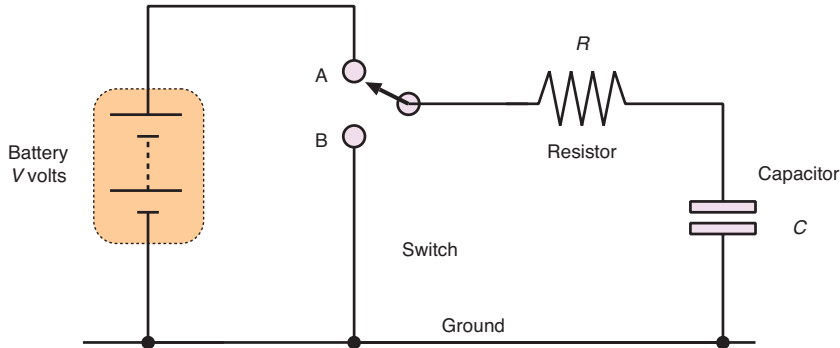 R
A
B
Battery
V volts
Resistor
Capacitor
C
Switch
Ground